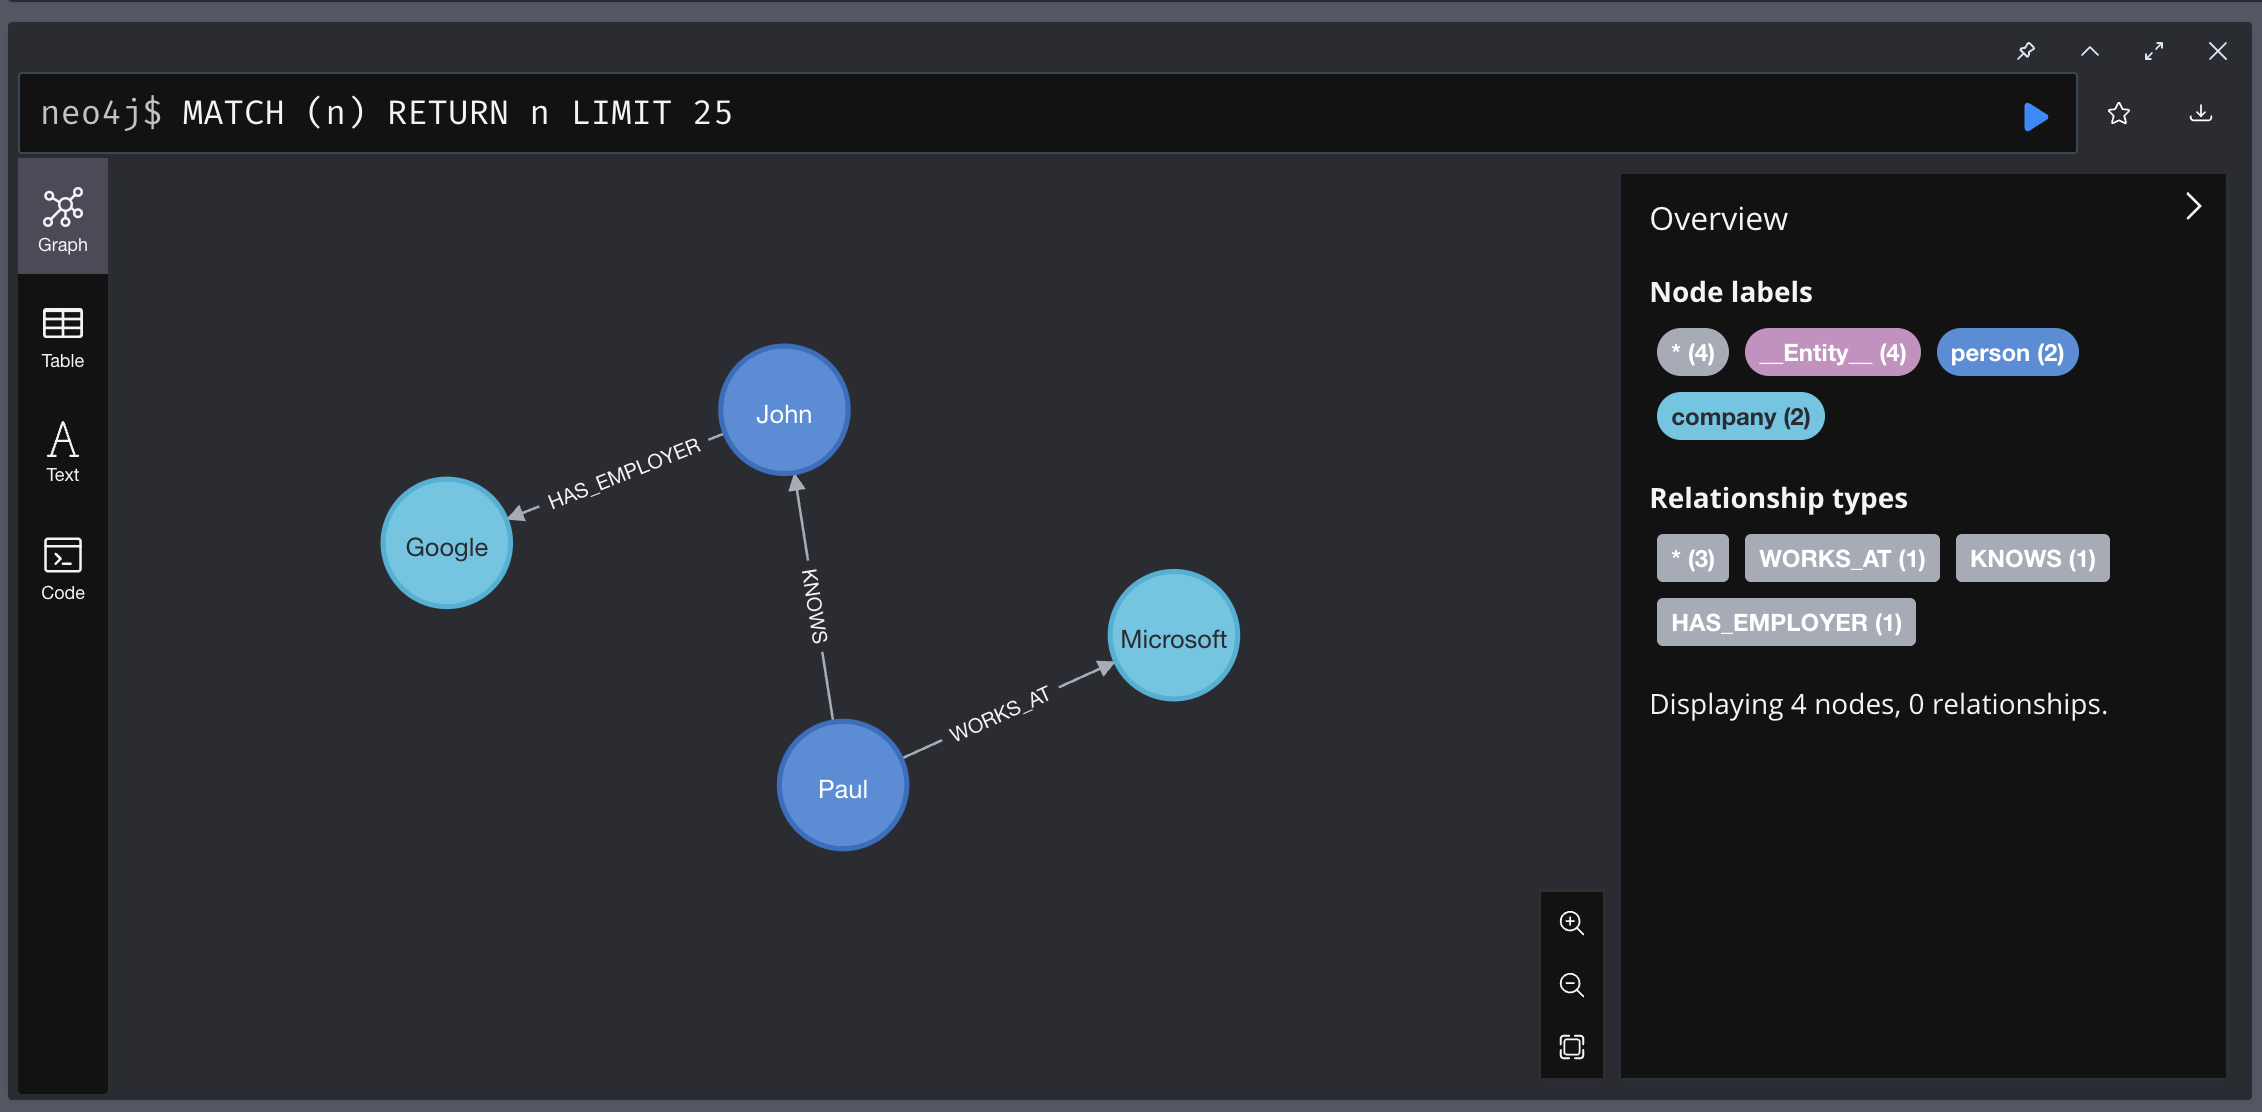 neo4j$ MATCH (n) RETURN n LIMIT 25
Graph
Table
Text
Code
John
HAS_EMPLOYER
Google
KNOWS
Microsoft
WORKS_AT
Paul
Overview
Node labels
* (4) __Entity__ (4) person (2)
company (2)
Relationship types
* (3) WORKS_AT (1) KNOWS (1)
HAS_EMPLOYER (1)
Displaying 4 nodes, 0 relationships.